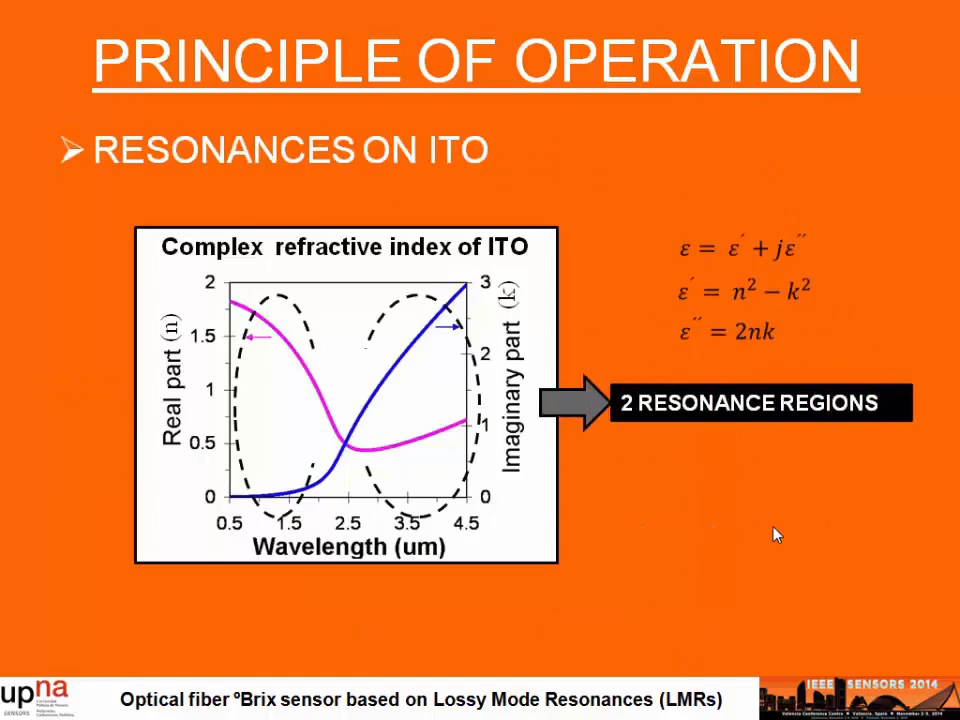 PRINCIPLE OF OPERATION
RESONANCES ON ITO
Complex refractive index of ITO
Real part (n)
2
1.5
1
0.5
0
0.5 1.5 2.5 3.5 4.5
Wavelength (um)
3
2
1
0
Imaginary part (k)
ε = ε′ + jε′′
ε′ = n² − k²
ε′′ = 2nk
2 RESONANCE REGIONS
upna
SENSORS
Optical fiber ºBrix sensor based on Lossy Mode Resonances (LMRs)
IEEE SENSORS 2014